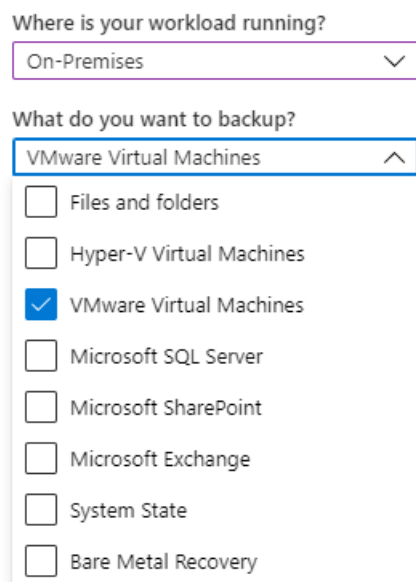 Where is your workload running?
On-Premises
What do you want to backup?
VMware Virtual Machines
Files and folders
Hyper-V Virtual Machines
VMware Virtual Machines
Microsoft SQL Server
Microsoft SharePoint
Microsoft Exchange
System State
Bare Metal Recovery